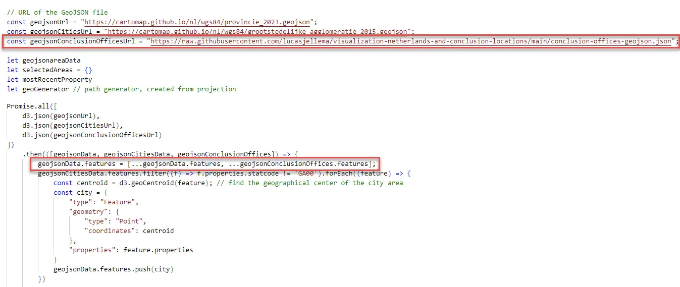 // URL of the GeoJSON file
const geojsonUrl = "https://cartomap.github.io/nl/wgs84/provincie_2023.geojson";
const geojsonCitiesUrl = "https://cartomap.github.io/nl/wgs84/grootstedelijke_agglomeratie_2015.geojson";
const geojsonConclusionOfficesUrl = "https://raw.githubusercontent.com/lucasjellema/visualization-netherlands-and-conclusion-locations/main/conclusion-offices-geojson.json";
let geojsonareaData
let selectedAreas = {}
let mostRecentProperty
let geoGenerator // path generator, created from projection
Promise.all([
d3.json(geojsonUrl),
d3.json(geojsonCitiesUrl),
d3.json(geojsonConclusionOfficesUrl)
])
.then(([geojsonData, geojsonCitiesData, geojsonConclusionOffices]) => {
geojsonData.features = [...geojsonData.features, ...geojsonConclusionOffices.features];
geojsonCitiesData.features.filter((f) => f.properties.statcode != "GA00").forEach((feature) => {
const centroid = d3.geoCentroid(feature); // find the geographical center of the city area
const city = {
"type": "Feature",
"geometry": {
"type": "Point",
"coordinates": centroid
},
"properties": feature.properties
}
geojsonData.features.push(city)
})